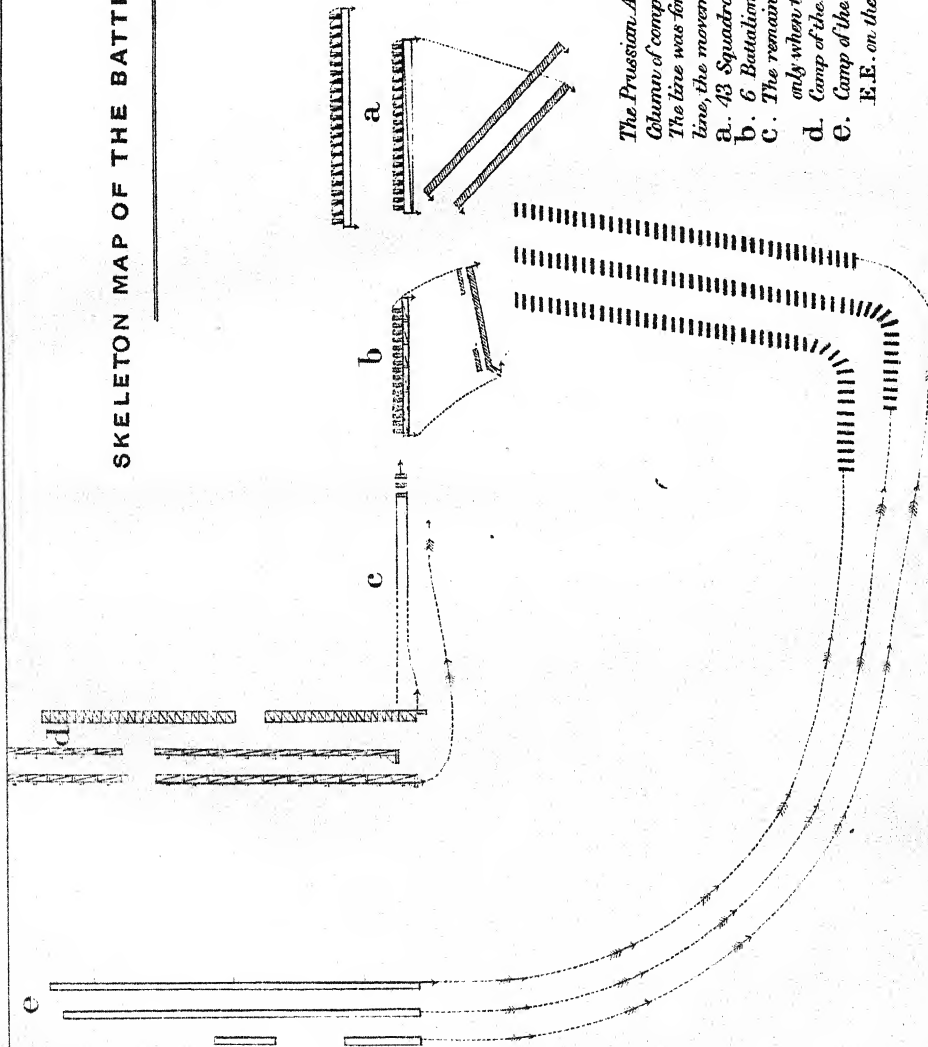 SKELETON MAP OF THE BATT
The Prussian A
Column of comp
The line was for
line, the movem
a. 43 Squadro
b. 6 Battalion
c. The remain
only when t
d. Camp of the
e. Camp of the
E.E. on the
a
b
c
d
e